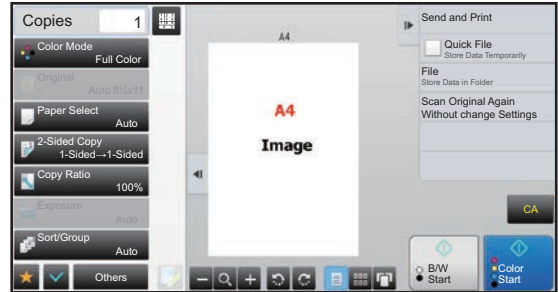 Copies 1
Color Mode
Full Color
Original
Auto 8½x11
Paper Select
Auto
2-Sided Copy
1-Sided→1-Sided
Copy Ratio
100%
Exposure
Auto
Sort/Group
Auto
Others
A4
A4
Image
Send and Print
Quick File
Store Data Temporarily
File
Store Data in Folder
Scan Original Again
Without change Settings
CA
B/W
Start
Color
Start